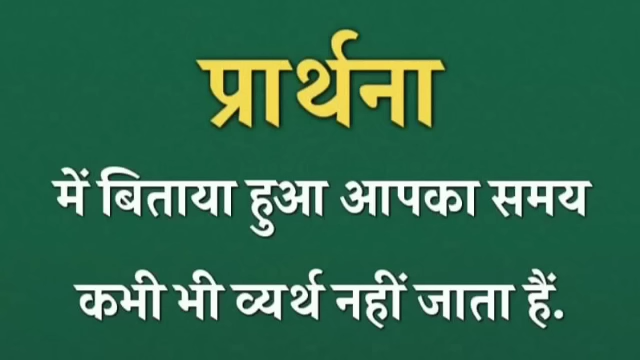 प्रार्थना
में बिताया हुआ आपका समय
कभी भी व्यर्थ नहीं जाता हैं.